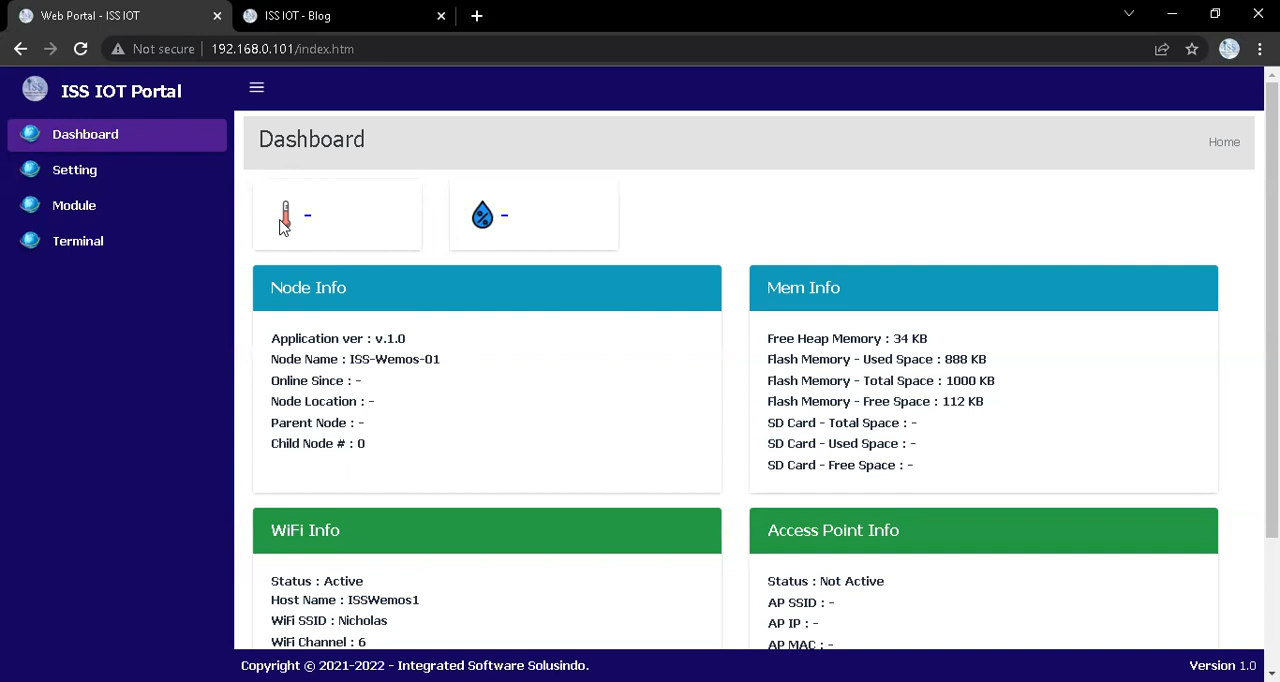 Web Portal - ISS IOT
ISS IOT - Blog
Not secure
192.168.0.101/index.htm
ISS IOT Portal
Dashboard
Setting
Module
Terminal
Dashboard
Home
-
-
Node Info
Application ver : v.1.0
Node Name : ISS-Wemos-01
Online Since : -
Node Location : -
Parent Node : -
Child Node # : 0
Mem Info
Free Heap Memory : 34 KB
Flash Memory - Used Space : 888 KB
Flash Memory - Total Space : 1000 KB
Flash Memory - Free Space : 112 KB
SD Card - Total Space : -
SD Card - Used Space : -
SD Card - Free Space : -
WiFi Info
Status : Active
Host Name : ISSWemos1
WiFi SSID : Nicholas
WiFi Channel : 6
Access Point Info
Status : Not Active
AP SSID : -
AP IP : -
AP MAC : -
Copyright © 2021-2022 - Integrated Software Solusindo.
Version 1.0